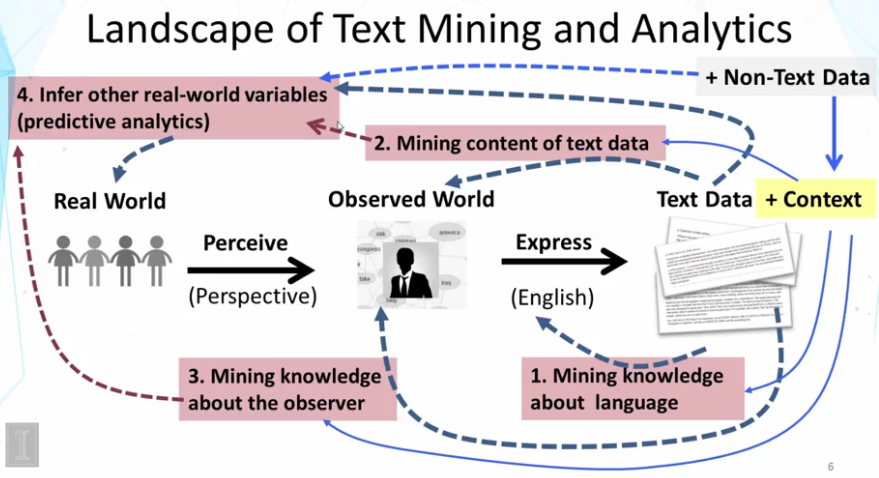 Landscape of Text Mining and Analytics
+ Non-Text Data
4. Infer other real-world variables
(predictive analytics)
2. Mining content of text data
Real World
Observed World
Text Data + Context
Perceive
(Perspective)
Express
(English)
3. Mining knowledge
about the observer
1. Mining knowledge
about language
6